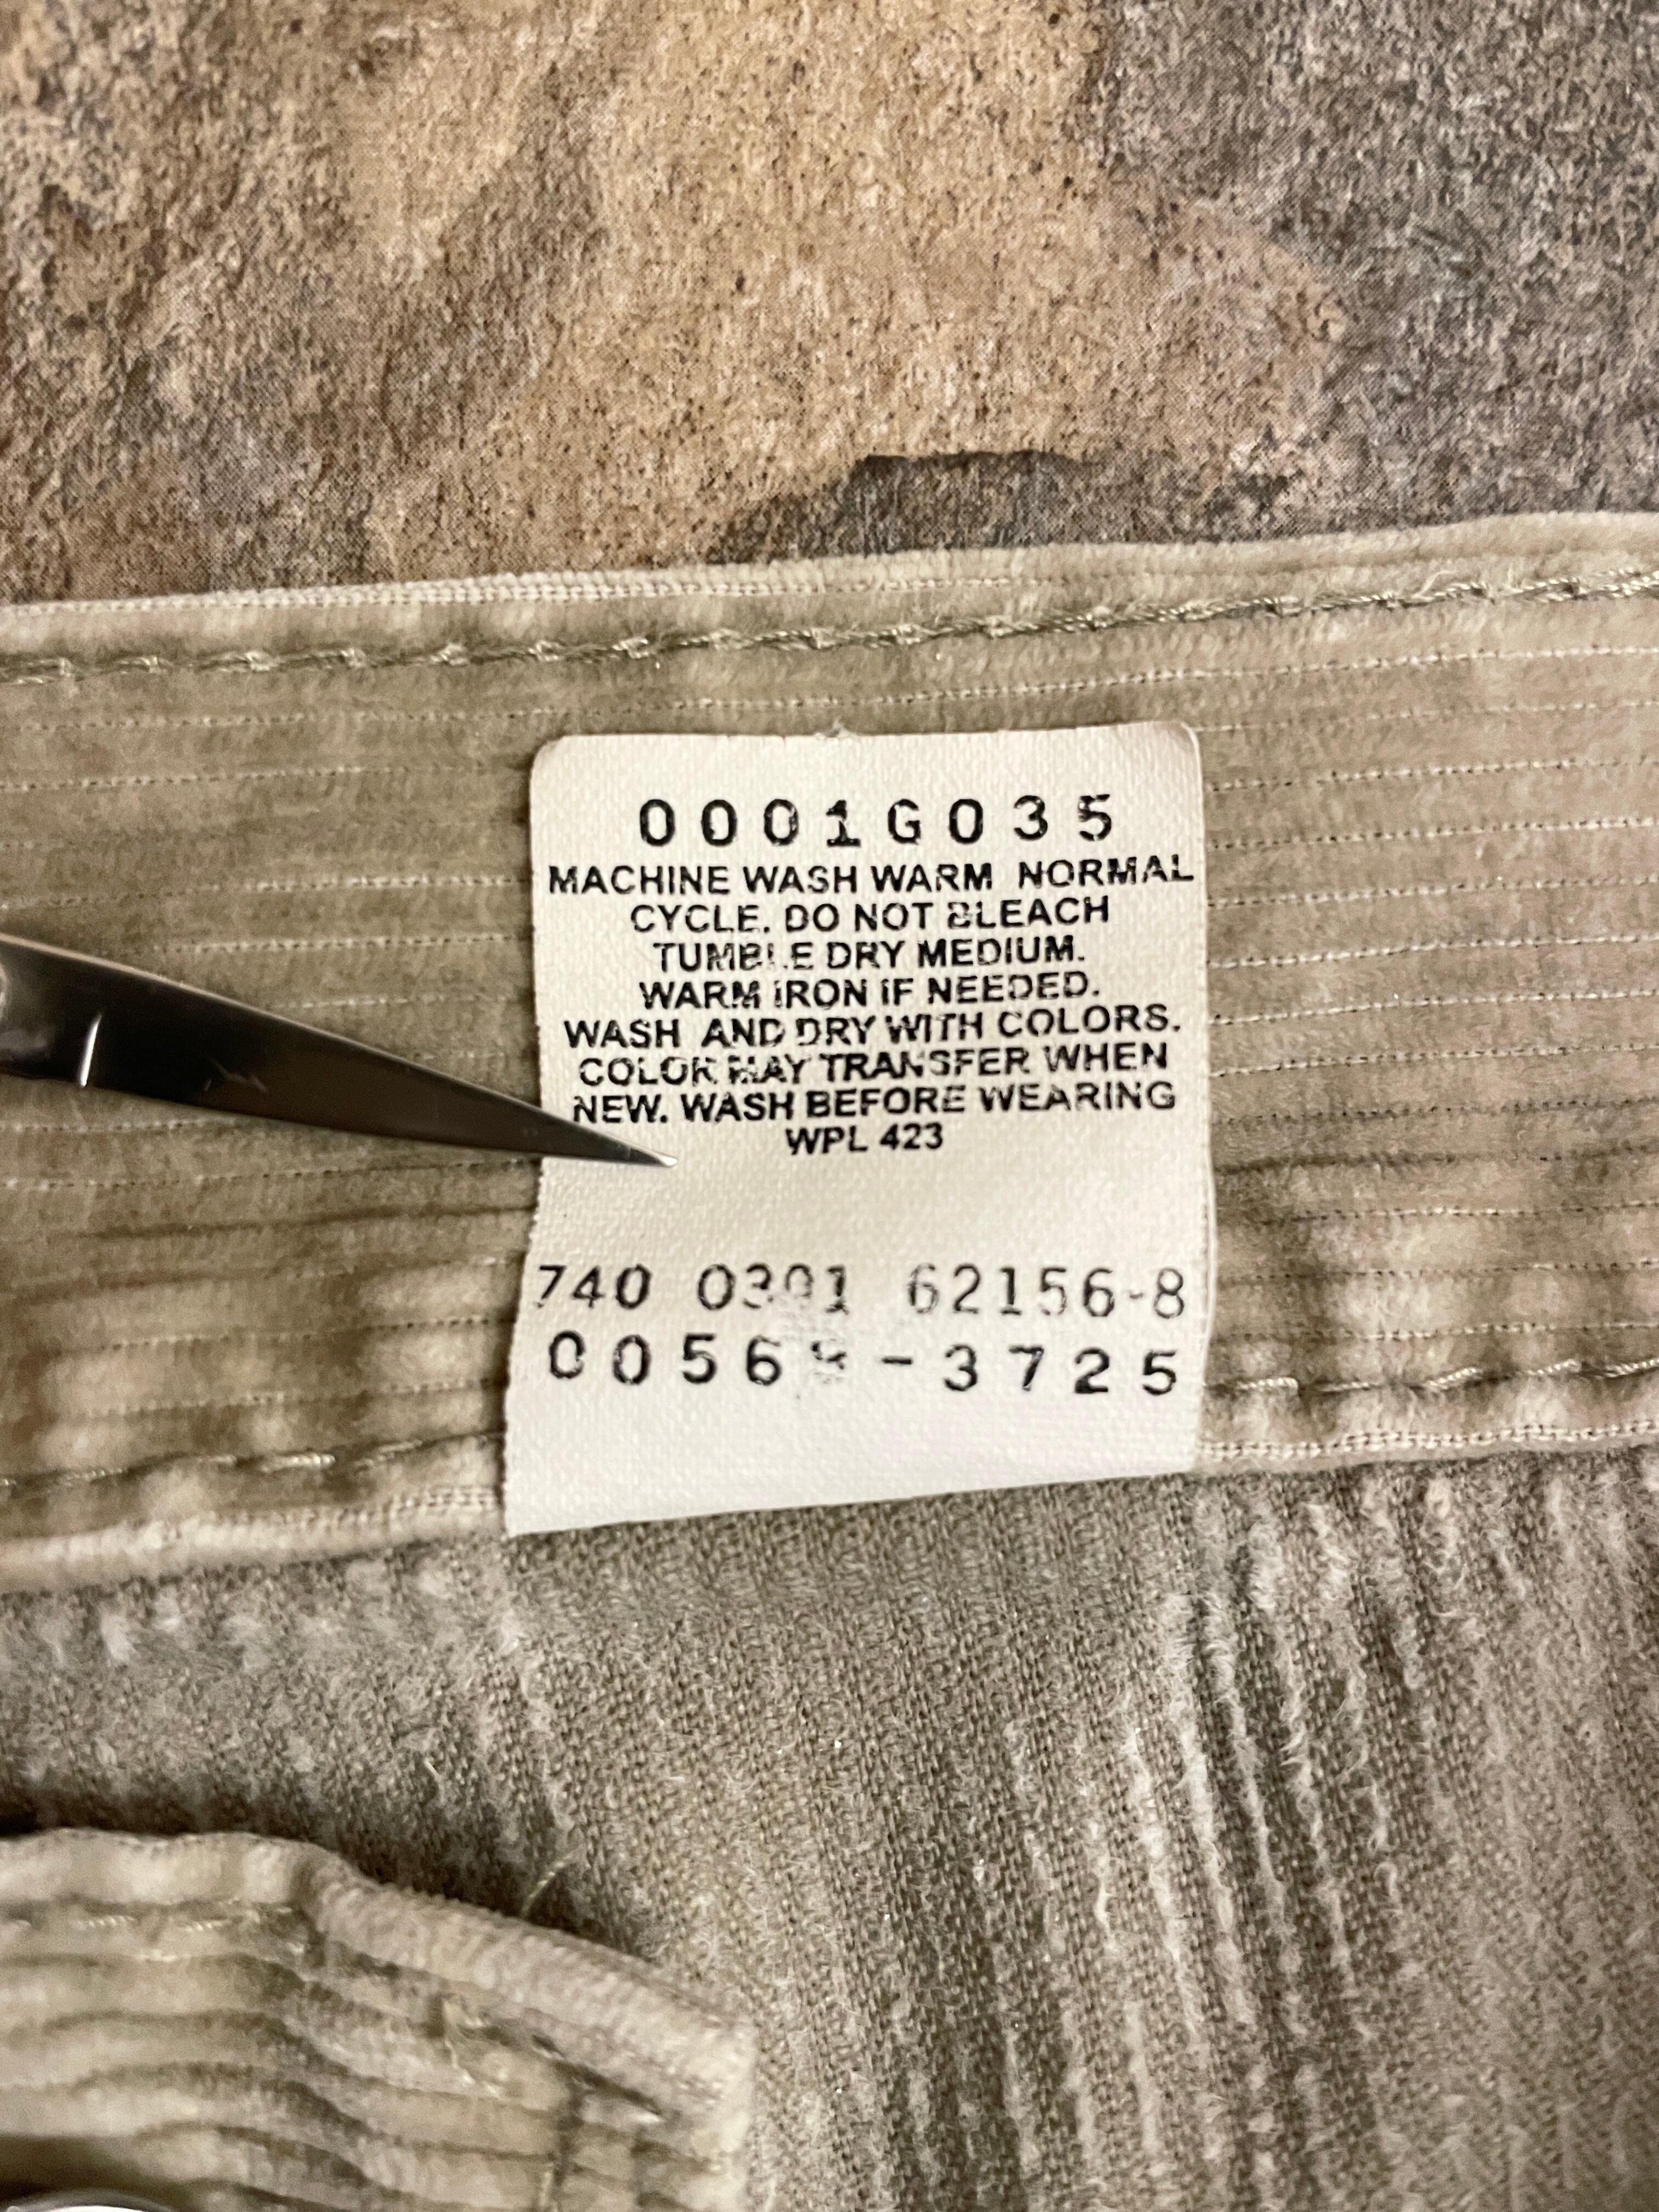 0001G035
MACHINE WASH WARM NORMAL
CYCLE. DO NOT BLEACH
TUMBLE DRY MEDIUM.
WARM IRON IF NEEDED.
WASH AND DRY WITH COLORS.
COLOR MAY TRANSFER WHEN
NEW. WASH BEFORE WEARING
WPL 423
740 62156-8
-3725